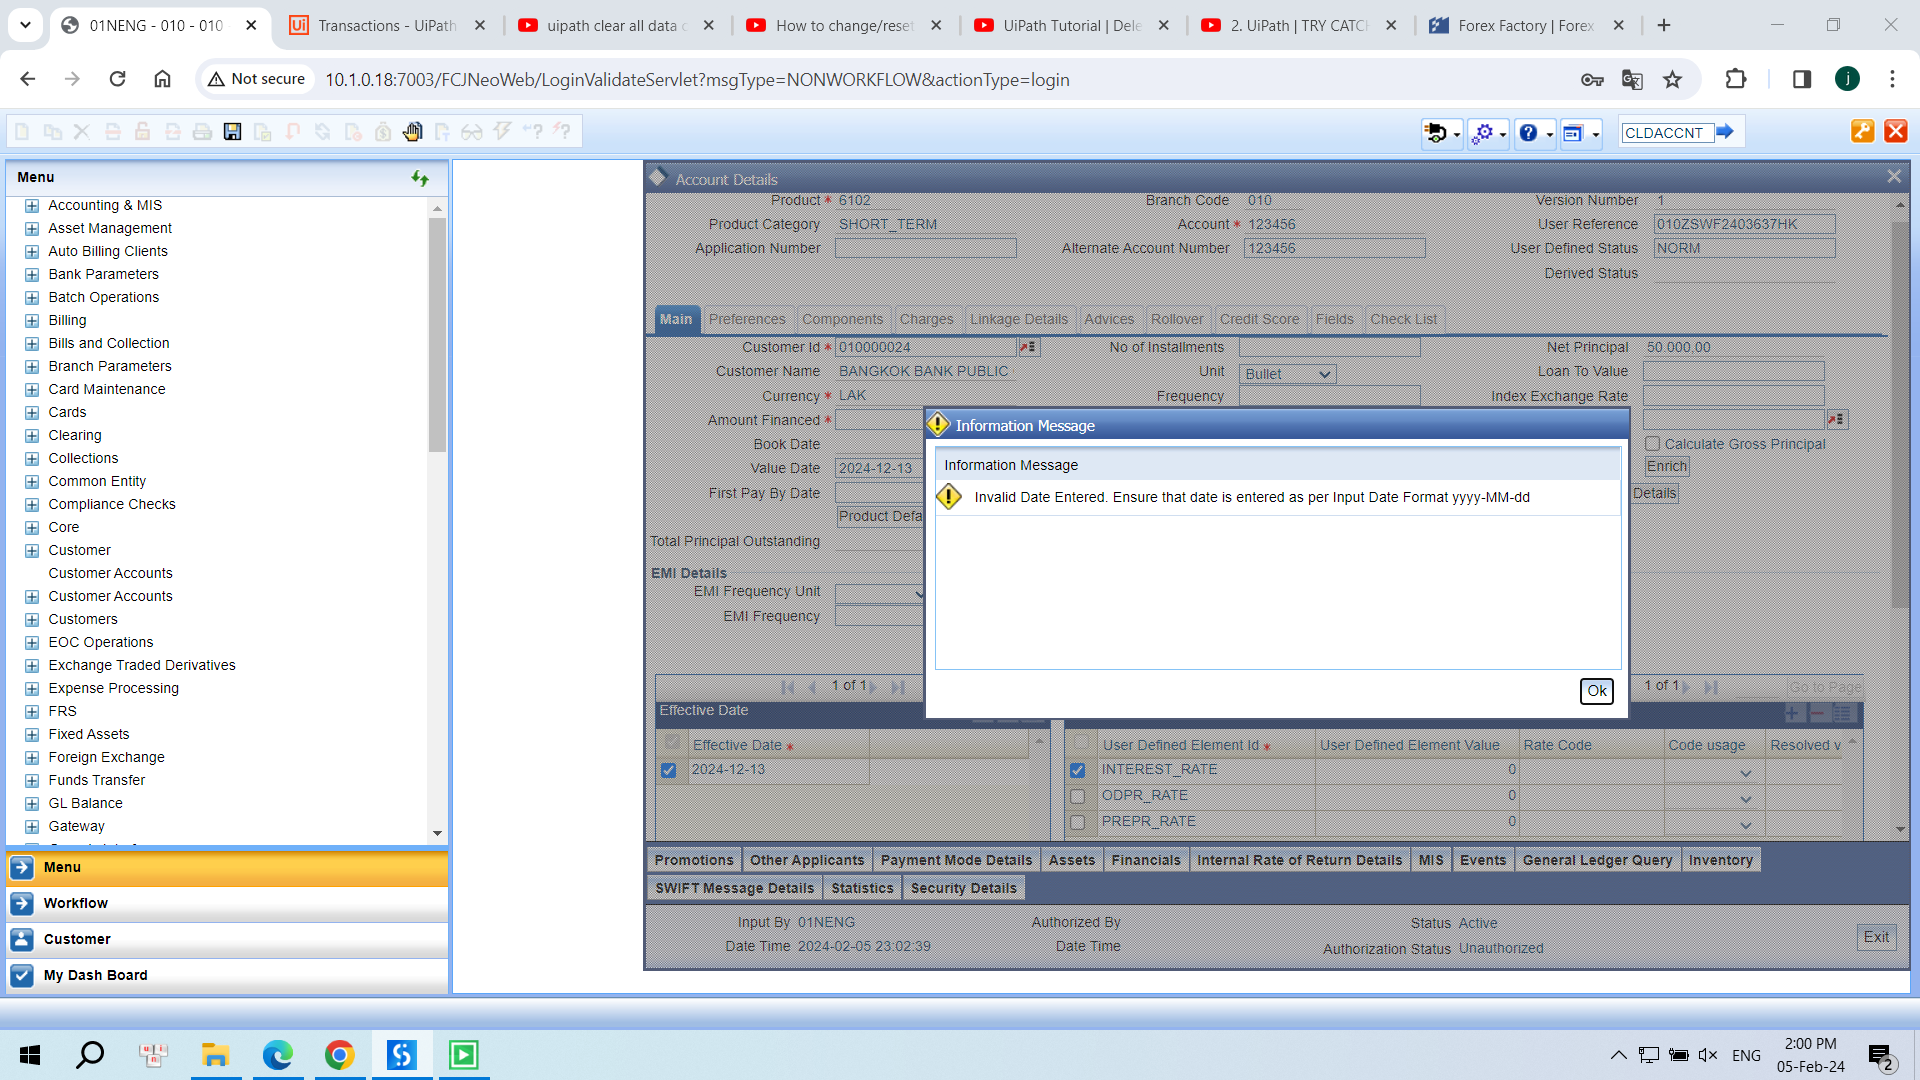 01NENG - 010 - 010
Transactions - UiPath
uipath clear all data
How to change/reset
UiPath Tutorial | Dele
2. UiPath | TRY CATC
Forex Factory | Forex
Not secure
10.1.0.18:7003/FCJNeoWeb/LoginValidateServlet?msgType=NONWORKFLOW&actionType=login
j
CLDACCNT
Menu
Accounting & MIS
Asset Management
Auto Billing Clients
Bank Parameters
Batch Operations
Billing
Bills and Collection
Branch Parameters
Card Maintenance
Cards
Clearing
Collections
Common Entity
Compliance Checks
Core
Customer
Customer Accounts
Customer Accounts
Customers
EOC Operations
Exchange Traded Derivatives
Expense Processing
FRS
Fixed Assets
Foreign Exchange
Funds Transfer
GL Balance
Gateway
Menu
Workflow
Customer
My Dash Board
Account Details
Product * 6102 Branch Code 010 Version Number 1
Product Category SHORT_TERM Account * 123456 User Reference 010ZSWF2403637HK
Application Number Alternate Account Number 123456 User Defined Status NORM
Derived Status
Main Preferences Components Charges Linkage Details Advices Rollover Credit Score Fields Check List
Customer Id * 010000024 No of Installments Net Principal 50.000,00
Customer Name BANGKOK BANK PUBLIC Unit Bullet Loan To Value
Currency * LAK Frequency Index Exchange Rate
Amount Financed *
Book Date Calculate Gross Principal
Value Date 2024-12-13 Enrich
First Pay By Date Details
Product Defa
Total Principal Outstanding
EMI Details
EMI Frequency Unit
EMI Frequency
Information Message
Information Message
Invalid Date Entered. Ensure that date is entered as per Input Date Format yyyy-MM-dd
Ok
1 of 1 1 of 1 Go to Page
Effective Date
Effective Date * User Defined Element Id * User Defined Element Value Rate Code Code usage Resolved v
2024-12-13 INTEREST_RATE 0
ODPR_RATE 0
PREPR_RATE 0
Promotions Other Applicants Payment Mode Details Assets Financials Internal Rate of Return Details MIS Events General Ledger Query Inventory
SWIFT Message Details Statistics Security Details
Input By 01NENG Authorized By Status Active
Date Time 2024-02-05 23:02:39 Date Time Authorization Status Unauthorized
Exit
ENG
2:00 PM
05-Feb-24
2